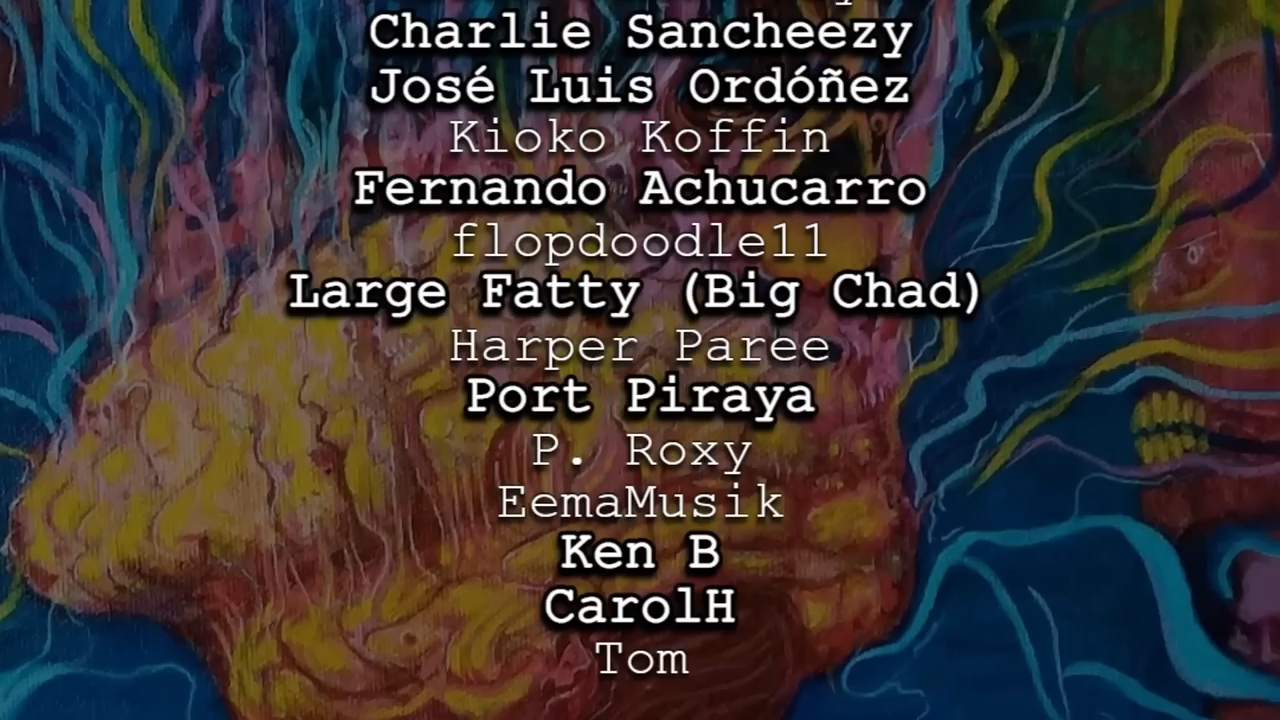 Charlie Sancheezy
José Luis Ordóñez
Kioko Koffin
Fernando Achucarro
flopdoodle11
Large Fatty (Big Chad)
Harper Paree
Port Piraya
P. Roxy
EemaMusik
Ken B
CarolH
Tom